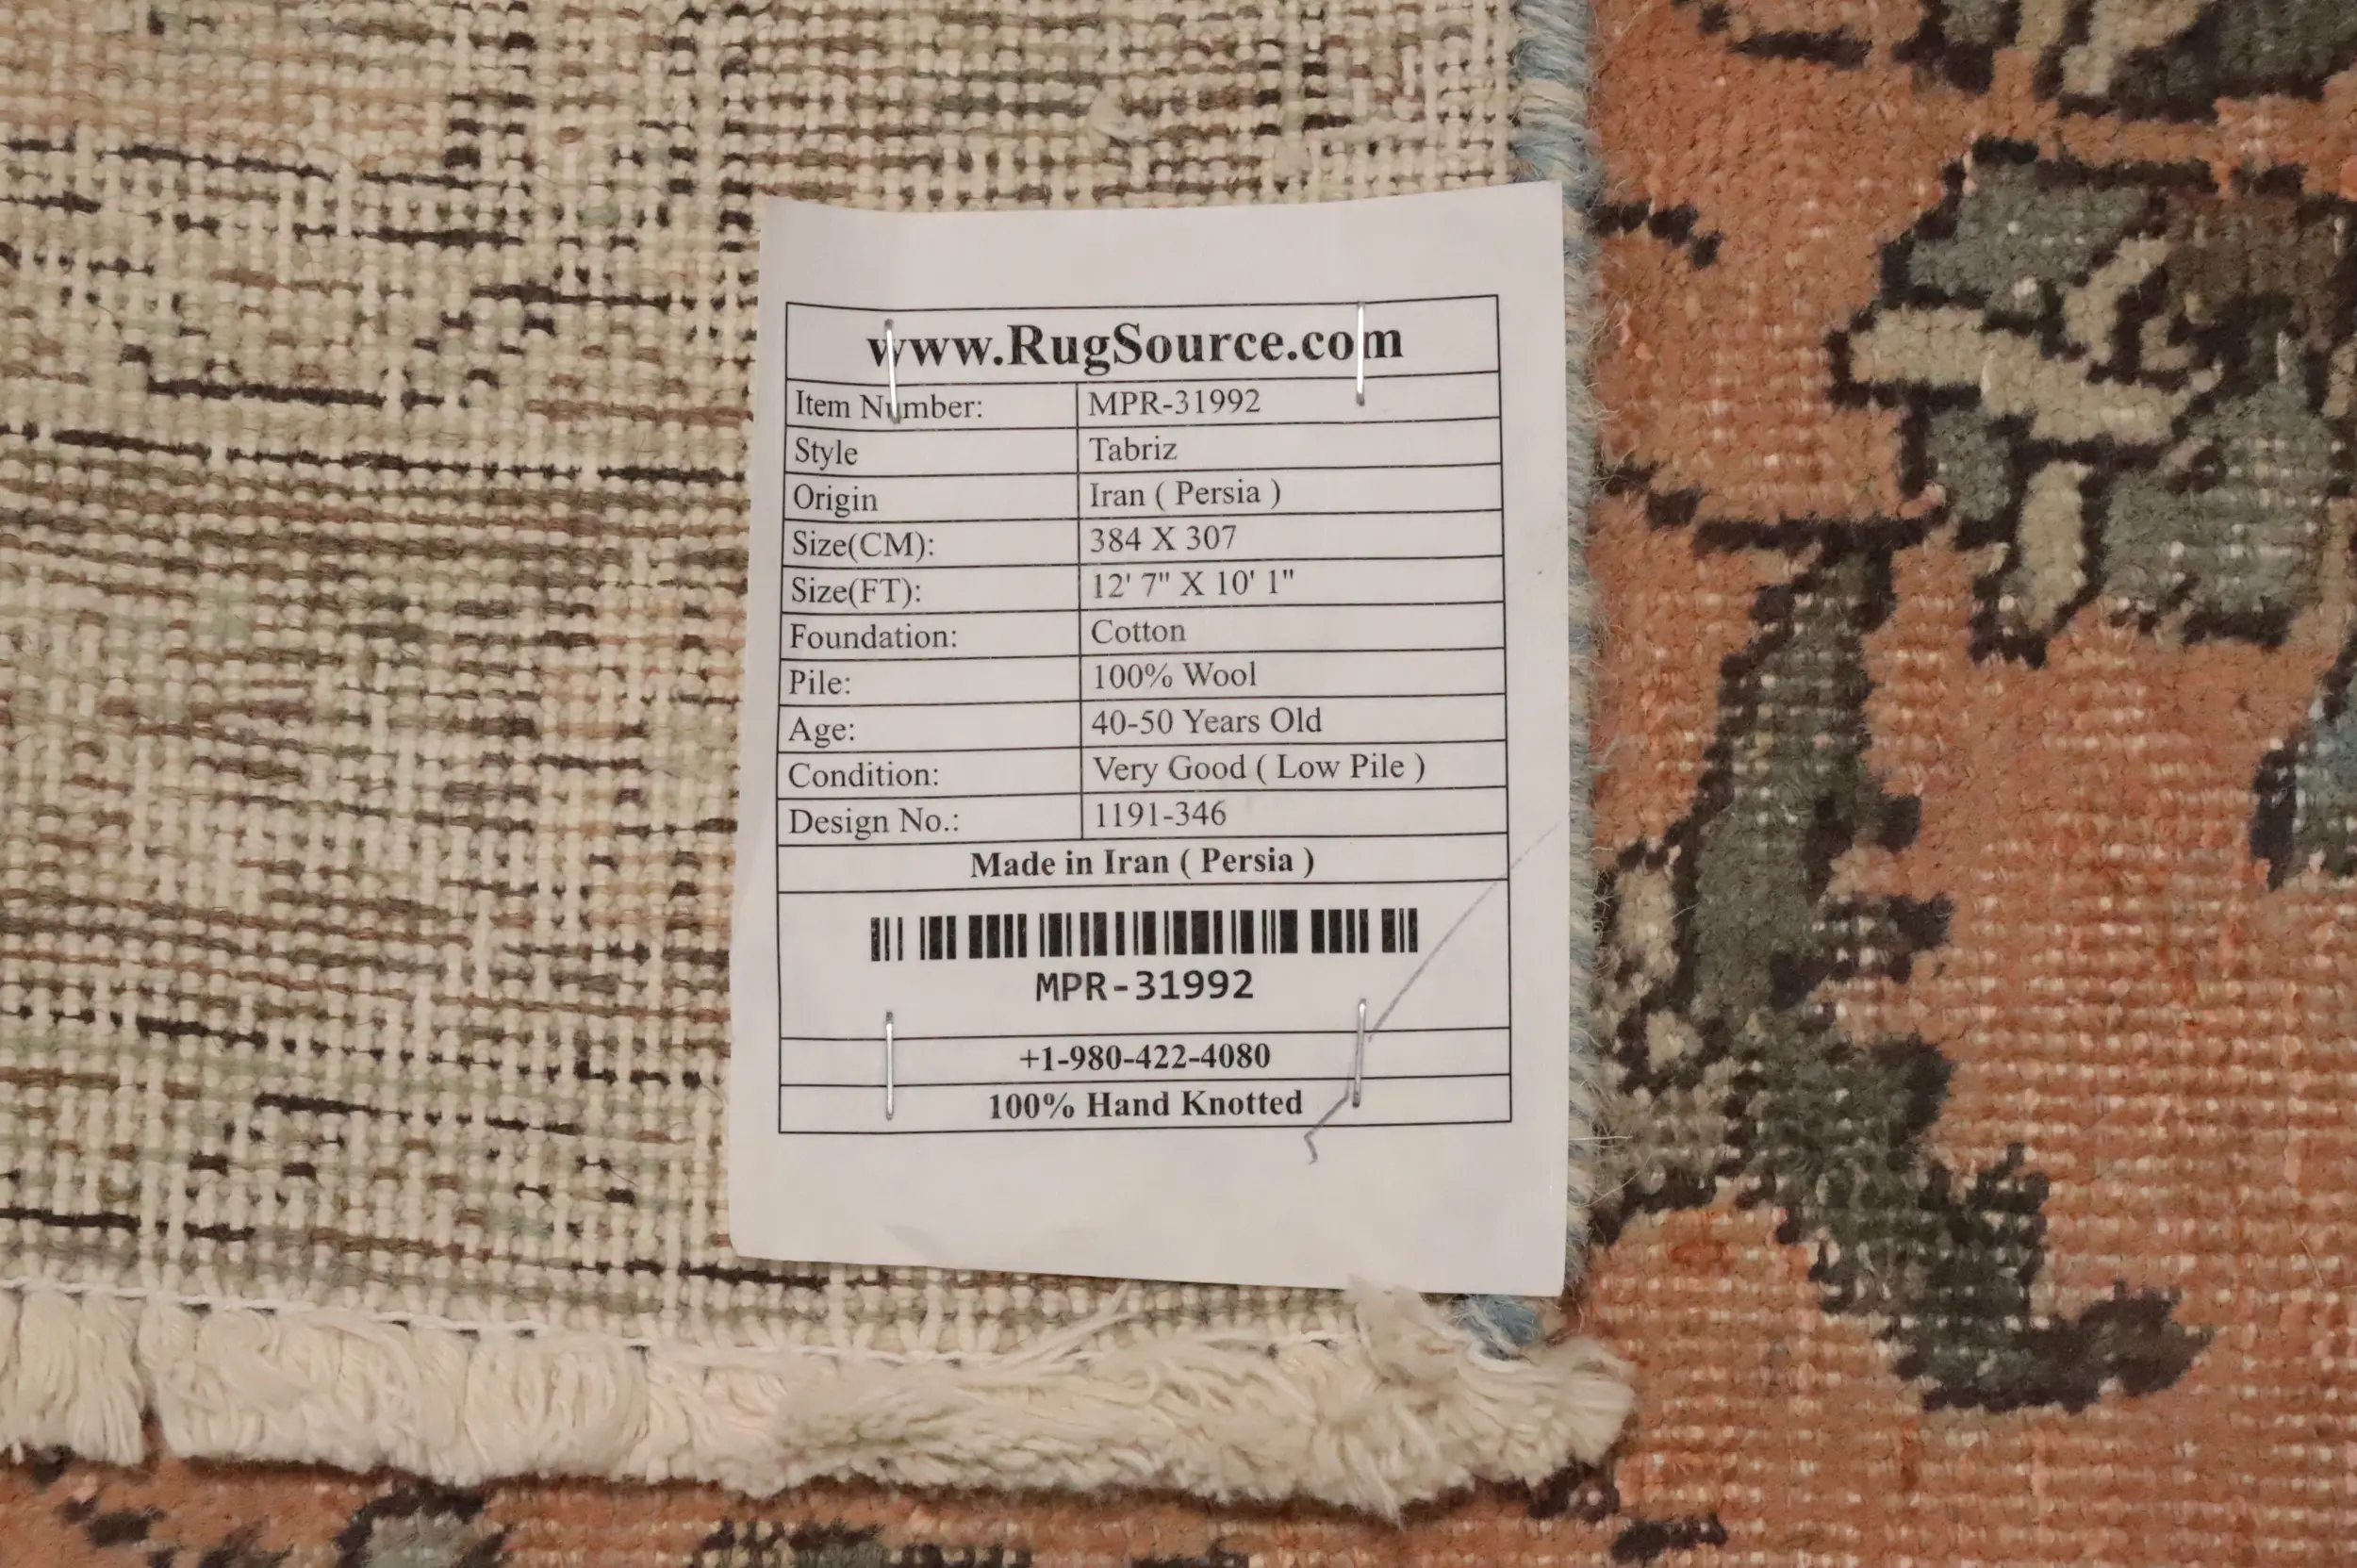 www.RugSource.com
Item Number: MPR-31992
Style Tabriz
Origin Iran ( Persia )
Size(CM): 384 X 307
Size(FT): 12' 7" X 10' 1"
Foundation: Cotton
Pile: 100% Wool
Age: 40-50 Years Old
Condition: Very Good ( Low Pile )
Design No.: 1191-346
Made in Iran ( Persia )
MPR-31992
+1-980-422-4080
100% Hand Knotted